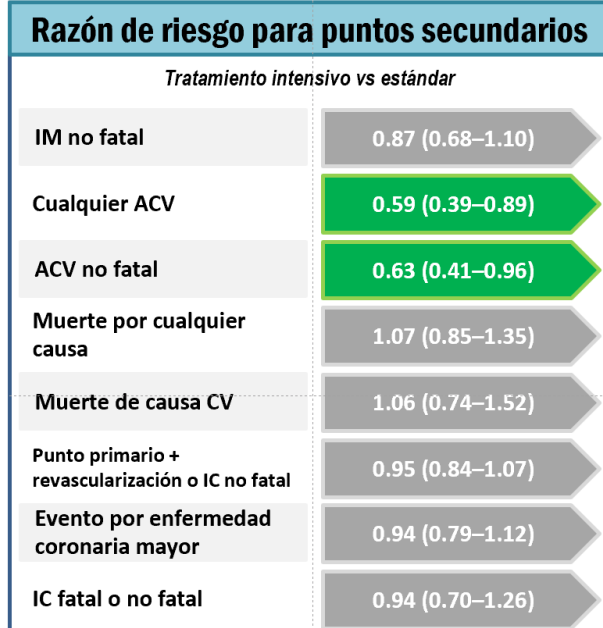 Razón de riesgo para puntos secundarios
Tratamiento intensivo vs estándar
IM no fatal
0.87 (0.68–1.10)
Cualquier ACV
0.59 (0.39–0.89)
ACV no fatal
0.63 (0.41–0.96)
Muerte por cualquier
causa
1.07 (0.85–1.35)
Muerte de causa CV
1.06 (0.74–1.52)
Punto primario +
revascularización o IC no fatal
0.95 (0.84–1.07)
Evento por enfermedad
coronaria mayor
0.94 (0.79–1.12)
IC fatal o no fatal
0.94 (0.70–1.26)